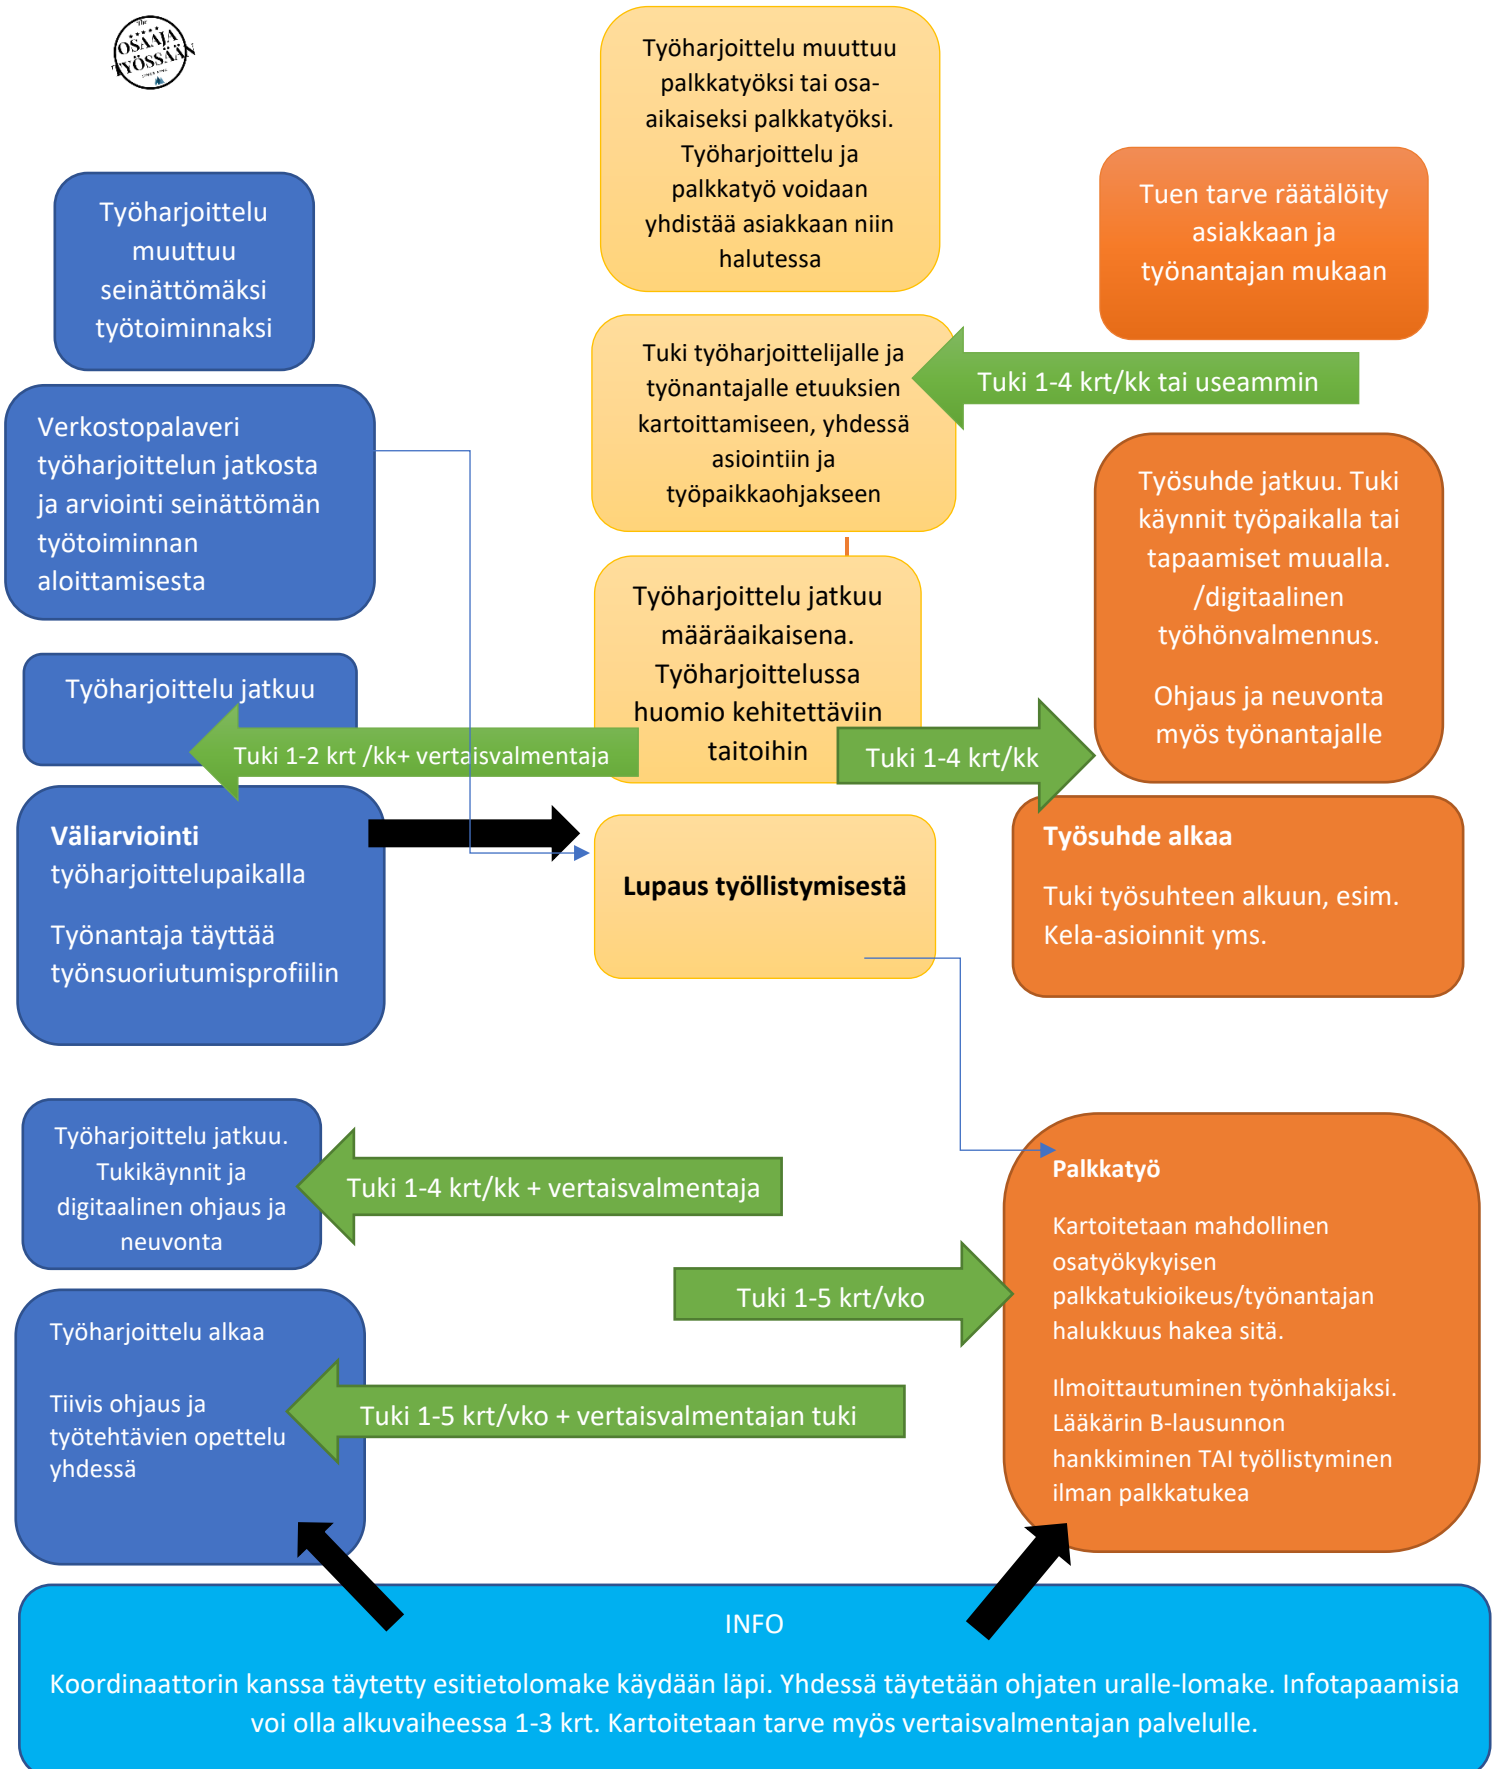 The
OSAAJA
TYÖSSÄÄN
Työharjoittelu muuttuu
palkkatyöksi tai osa-
aikaiseksi palkkatyöksi.
Työharjoittelu ja
palkkatyö voidaan
yhdistää asiakkaan niin
halutessa
Työharjoittelu
muuttuu
seinättömäksi
työtoiminnaksi
Tuen tarve räätälöity
asiakkaan ja
työnantajan mukaan
Tuki työharjoittelijalle ja
työnantajalle etuuksien
kartoittamiseen, yhdessä
asiointiin ja
työpaikkaohjakseen
Tuki 1-4 krt/kk tai useammin
Verkostopalaveri
työharjoittelun jatkosta
ja arviointi seinättömän
työtoiminnan
aloittamisesta
Työsuhde jatkuu. Tuki
käynnit työpaikalla tai
tapaamiset muualla.
/digitaalinen
työhönvalmennus.
Ohjaus ja neuvonta
myös työnantajalle
Työharjoittelu jatkuu
määräaikaisena.
Työharjoittelussa
huomio kehitettäviin
taitoihin
Työharjoittelu jatkuu
Tuki 1-2 krt /kk+ vertaisvalmentaja
Tuki 1-4 krt/kk
Väliarviointi
työharjoittelupaikalla
Työnantaja täyttää
työnsuoriutumisprofiilin
Lupaus työllistymisestä
Työsuhde alkaa
Tuki työsuhteen alkuun, esim.
Kela-asioinnit yms.
Työharjoittelu jatkuu.
Tukikäynnit ja
digitaalinen ohjaus ja
neuvonta
Tuki 1-4 krt/kk + vertaisvalmentaja
Palkkatyö
Kartoitetaan mahdollinen
osatyökykyisen
palkkatukioikeus/työnantajan
halukkuus hakea sitä.
Ilmoittautuminen työnhakijaksi.
Lääkärin B-lausunnon
hankkiminen TAI työllistyminen
ilman palkkatukea
Tuki 1-5 krt/vko
Työharjoittelu alkaa
Tiivis ohjaus ja
työtehtävien opettelu
yhdessä
Tuki 1-5 krt/vko + vertaisvalmentajan tuki
INFO
Koordinaattorin kanssa täytetty esitietolomake käydään läpi. Yhdessä täytetään ohjaten uralle-lomake. Infotapaamisia
voi olla alkuvaiheessa 1-3 krt. Kartoitetaan tarve myös vertaisvalmentajan palvelulle.